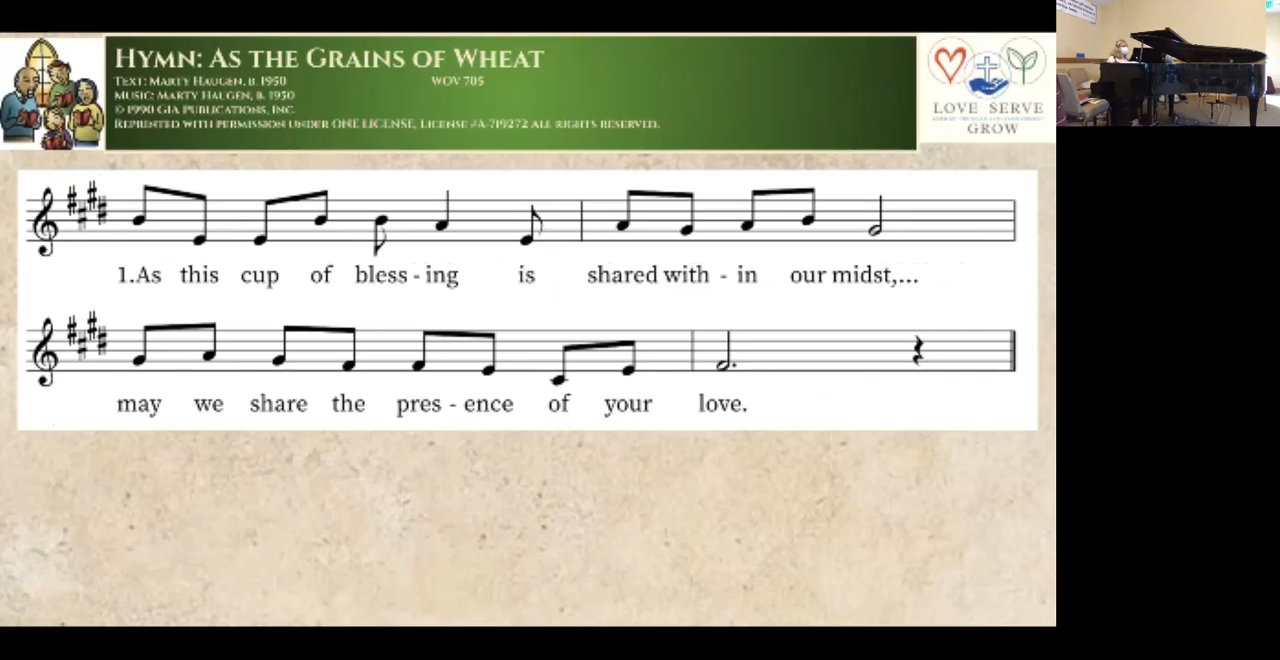 HYMN: AS THE GRAINS OF WHEAT
TEXT: MARTY HAUGEN, B. 1950 WOV 705
MUSIC: MARTY HAUGEN, B. 1950
© 1990 GIA PUBLICATIONS, INC.
REPRINTED WITH PERMISSION UNDER ONE LICENSE, LICENSE #A-719272 ALL RIGHTS RESERVED.
LOVE SERVE
GROW
1.As this cup of bless - ing is shared with - in our midst,...
may we share the pres - ence of your love.